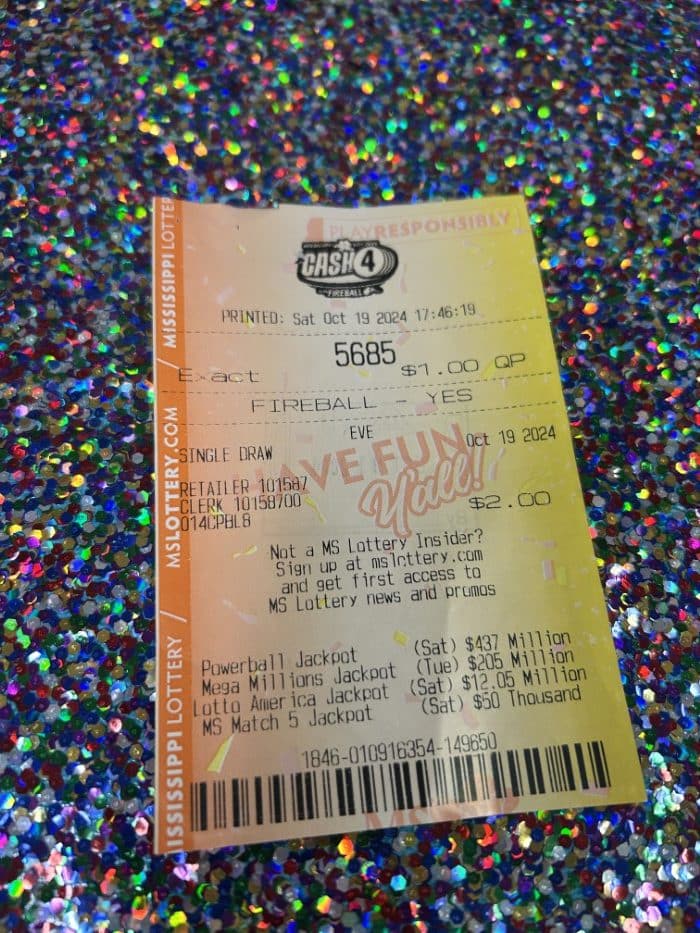 PLAYRESPONSIBLY
CASH 4
FIREBALL
PRINTED: Sat Oct 19 2024 17:46:19
5685
Exact $1.00 QP
FIREBALL - YES
EVE
SINGLE DRAW Oct 19 2024
HAVE FUN,
Y'all!
RETAILER 101587
CLERK 10158700
014CPBL8
$2.00
Not a MS Lottery Insider?
Sign up at mslottery.com
and get first access to
MS Lottery news and promos
Powerball Jackpot (Sat) $437 Million
Mega Millions Jackpot (Tue) $205 Million
Lotto America Jackpot (Sat) $12.05 Million
MS Match 5 Jackpot (Sat) $50 Thousand
1846-010916354-149650
MISSISSIPPI LOTTERY / MSLOTTERY.COM / MISSISSIPPI LOTTER